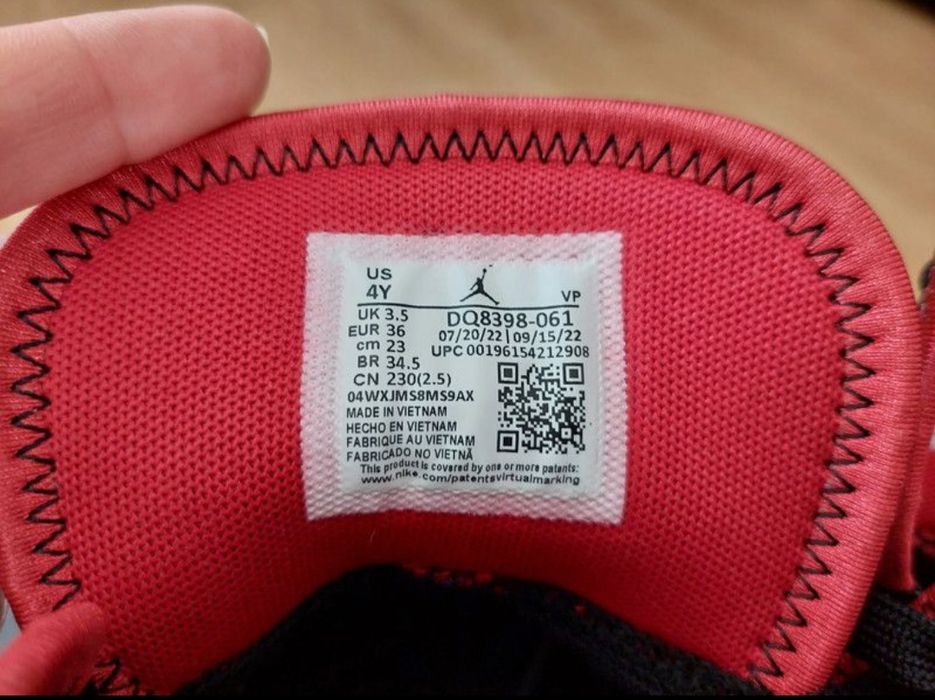 US
4Y
VP
UK 3.5
EUR 36
cm 23
BR 34.5
CN 230(2.5)
DQ8398-061
07/20/22|09/15/22
UPC 00196154212908
04WXJMS8MS9AX
MADE IN VIETNAM
HECHO EN VIETNAM
FABRIQUE AU VIETNAM
FABRICADO NO VIETNÃ
This product is covered by one or more patents:
www.nike.com/patentsvirtualmarking